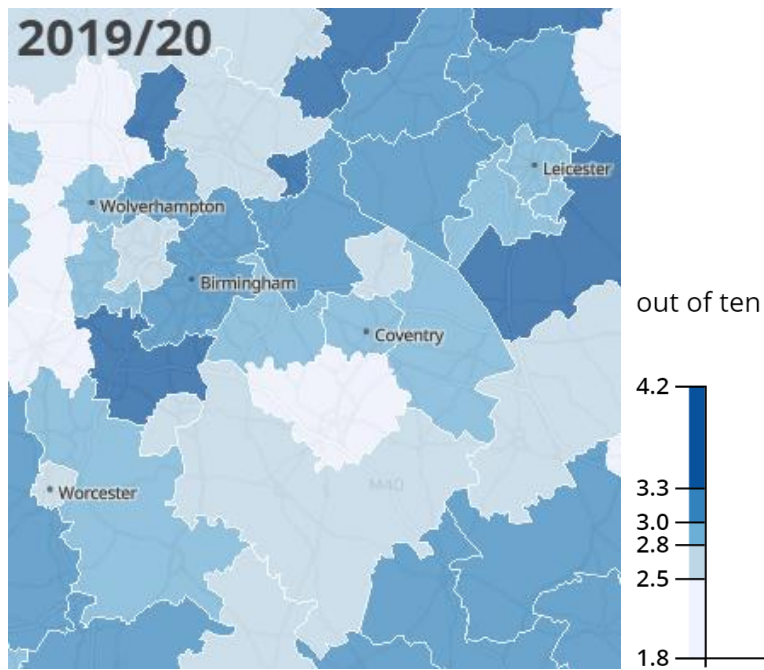 2019/20
Leicester
Wolverhampton
Birmingham
out of ten
Coventry
4.2
M40
3.3
Worcester
3.0
2.8
2.5
1.8